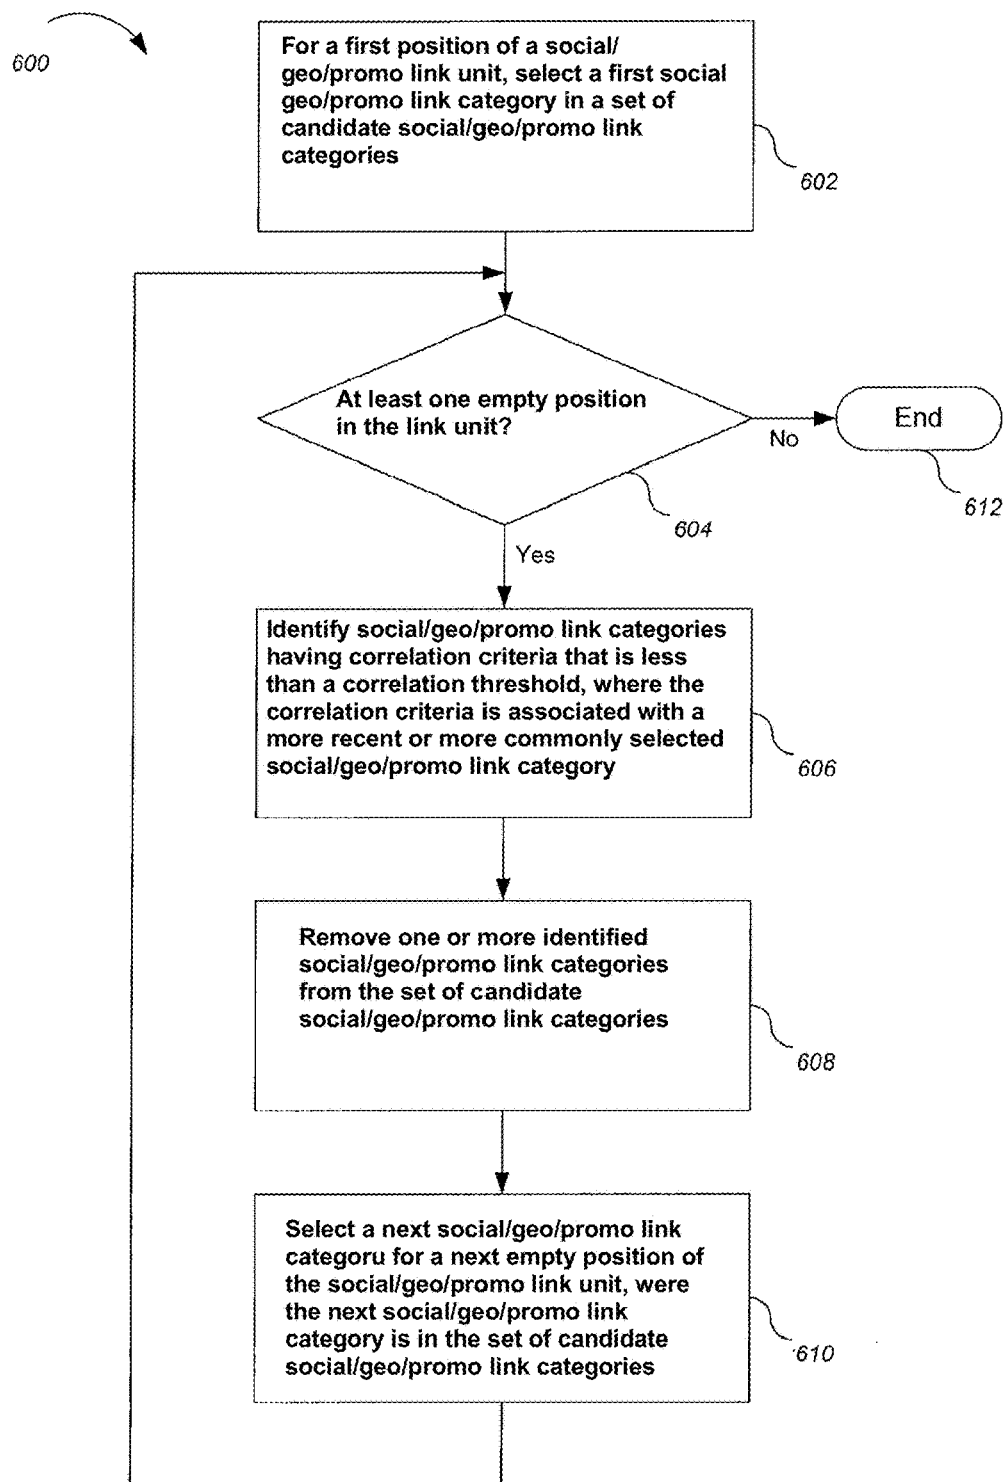 600
For a first position of a social/
geo/promo link unit, select a first social
geo/promo link category in a set of
candidate social/geo/promo link
categories
602
At least one empty position
in the link unit?
No
End
612
604
Yes
Identify social/geo/promo link categories
having correlation criteria that is less
than a correlation threshold, where the
correlation criteria is associated with a
more recent or more commonly selected
social/geo/promo link category
606
Remove one or more identified
social/geo/promo link categories
from the set of candidate
social/geo/promo link categories
608
Select a next social/geo/promo link
categoru for a next empty position of
the social/geo/promo link unit, were
the next social/geo/promo link
category is in the set of candidate
social/geo/promo link categories
610